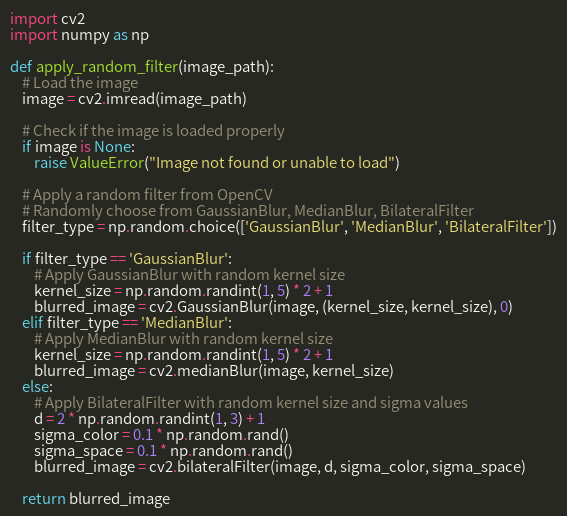 import cv2
import numpy as np
def apply_random_filter(image_path):
# Load the image
image = cv2.imread(image_path)
# Check if the image is loaded properly
if image is None:
raise ValueError("Image not found or unable to load")
# Apply a random filter from OpenCV
# Randomly choose from GaussianBlur, MedianBlur, BilateralFilter
filter_type = np.random.choice(['GaussianBlur', 'MedianBlur', 'BilateralFilter'])
if filter_type == 'GaussianBlur':
# Apply GaussianBlur with random kernel size
kernel_size = np.random.randint(1, 5) * 2 + 1
blurred_image = cv2.GaussianBlur(image, (kernel_size, kernel_size), 0)
elif filter_type == 'MedianBlur':
# Apply MedianBlur with random kernel size
kernel_size = np.random.randint(1, 5) * 2 + 1
blurred_image = cv2.medianBlur(image, kernel_size)
else:
# Apply BilateralFilter with random kernel size and sigma values
d = 2 * np.random.randint(1, 3) + 1
sigma_color = 0.1 * np.random.rand()
sigma_space = 0.1 * np.random.rand()
blurred_image = cv2.bilateralFilter(image, d, sigma_color, sigma_space)
return blurred_image